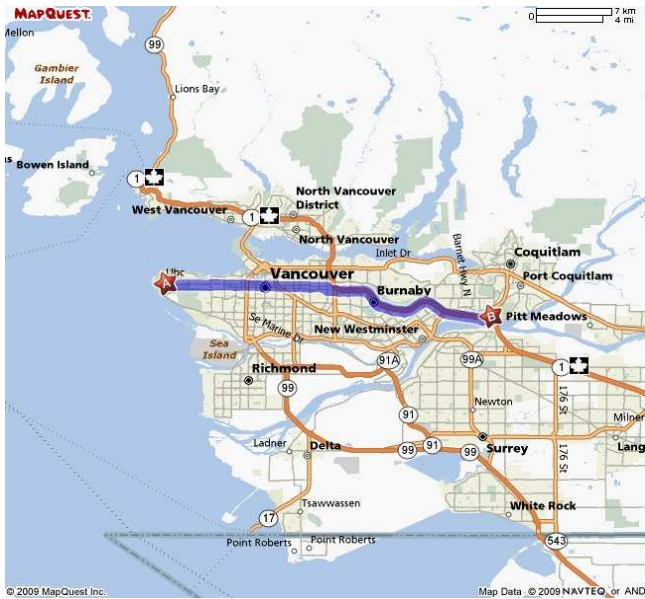 MAPQUEST
0 7 km
4 mi
Mellon
99
Gambier
Island
Lions Bay
Bowen Island
1
North Vancouver
District
West Vancouver
1
North Vancouver
Inlet Dr
Barnet Hwy N
Coquitlam
Port Coquitlam
A
Ubc
Vancouver
Burnaby
B
Pitt Meadows
Se Marine Dr
New Westminster
Sea
Island
91A
99A
1
Richmond
99
176 St
Newton
91
Milner
Ladner
Delta
99
91
99
Surrey
176 St
Lang
Tsawwassen
White Rock
17
Point Roberts
Point Roberts
543
© 2009 MapQuest Inc.
Map Data © 2009 NAVTEQ or AND